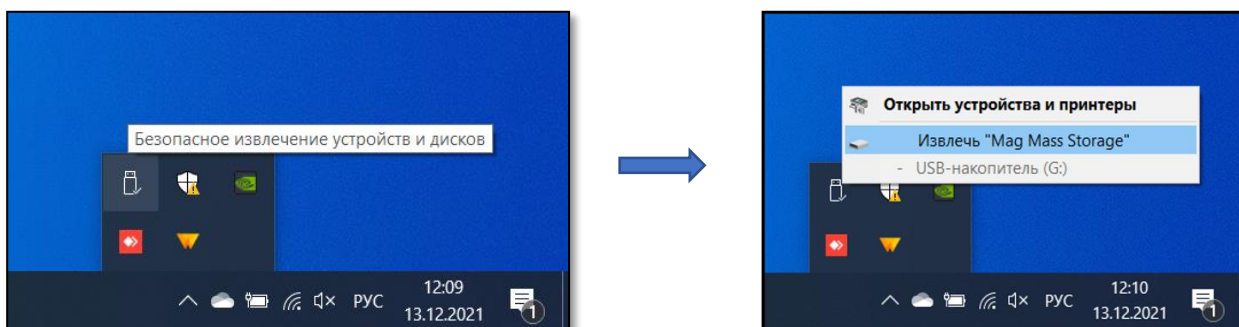 Безопасное извлечение устройств и дисков
РУС
12:09
13.12.2021
1
Открыть устройства и принтеры
Извлечь "Mag Mass Storage"
- USB-накопитель (G:)
РУС
12:10
13.12.2021
1